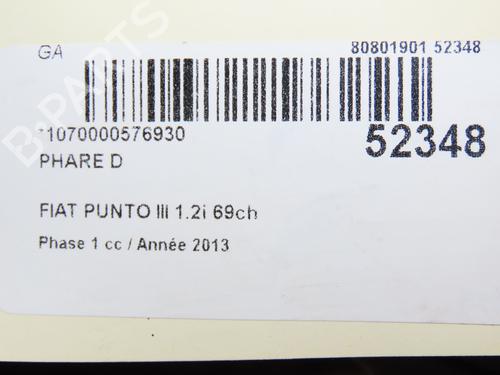 GA
80801901 52348
*1070000576930
52348
PHARE D
FIAT PUNTO III 1.2i 69ch
Phase 1 cc / Année 2013
B-PARTS